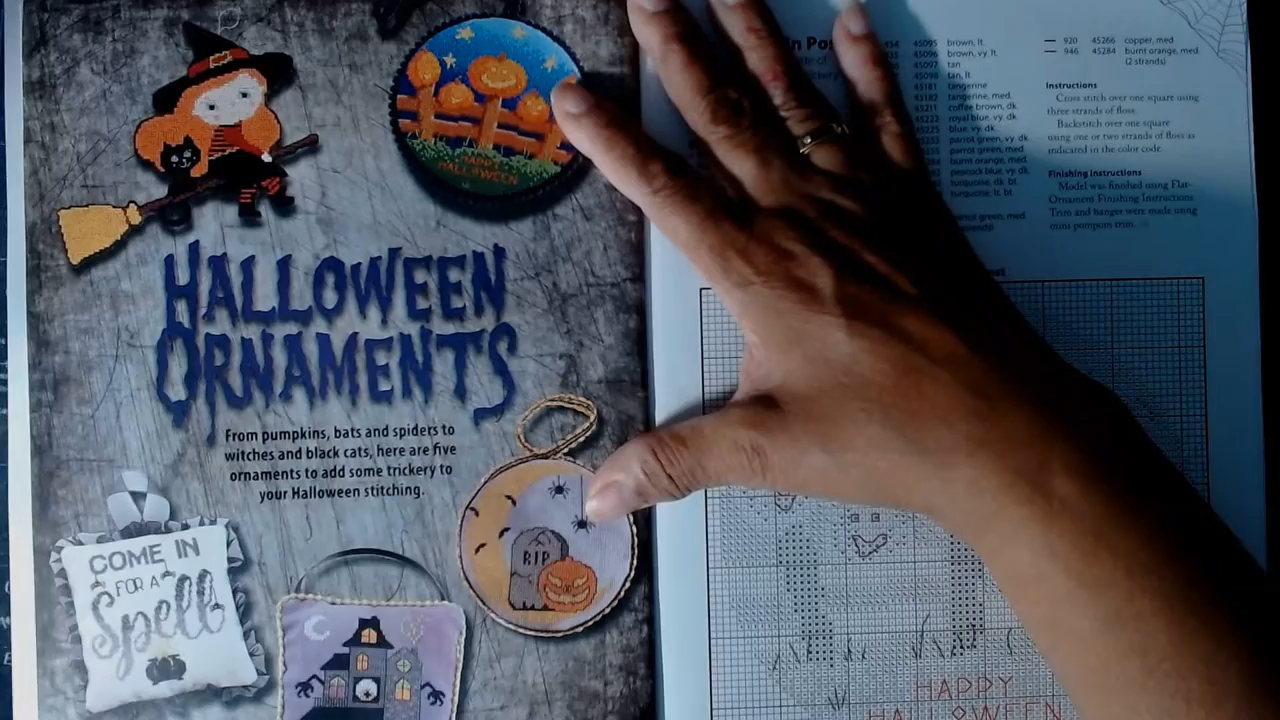 HAPPY
HALLOWEEN
HALLOWEEN
ORNAMENTS
From pumpkins, bats and spiders to
witches and black cats, here are five
ornaments to add some trickery to
your Halloween stitching.
COME IN
FOR A
Spell
RIP
45095 brown, lt.
45096 brown, vy. lt.
45097 tan
45098 tan, lt.
45181 tangerine
45182 tangerine, med.
45211 coffee brown, dk.
45222 royal blue, vy. dk.
45225 blue, vy. dk.
parrot green, vy. dk.
parrot green, med.
burnt orange, med.
peacock blue, vy. dk.
turquoise, dk. bt.
turquoise, lt. bt.
parrot green, med
920 45266 copper, med
946 45284 burnt orange, med.
(2 strands)
Instructions
Cross stitch over one square using
three strands of floss.
Backstitch over one square
using one or two strands of floss as
indicated in the color code.
Finishing Instructions
Model was finished using Flat-
Ornament Finishing Instructions.
Trim and hanger were made using
mini pompom trim.
HAPPY
HALLOWEEN